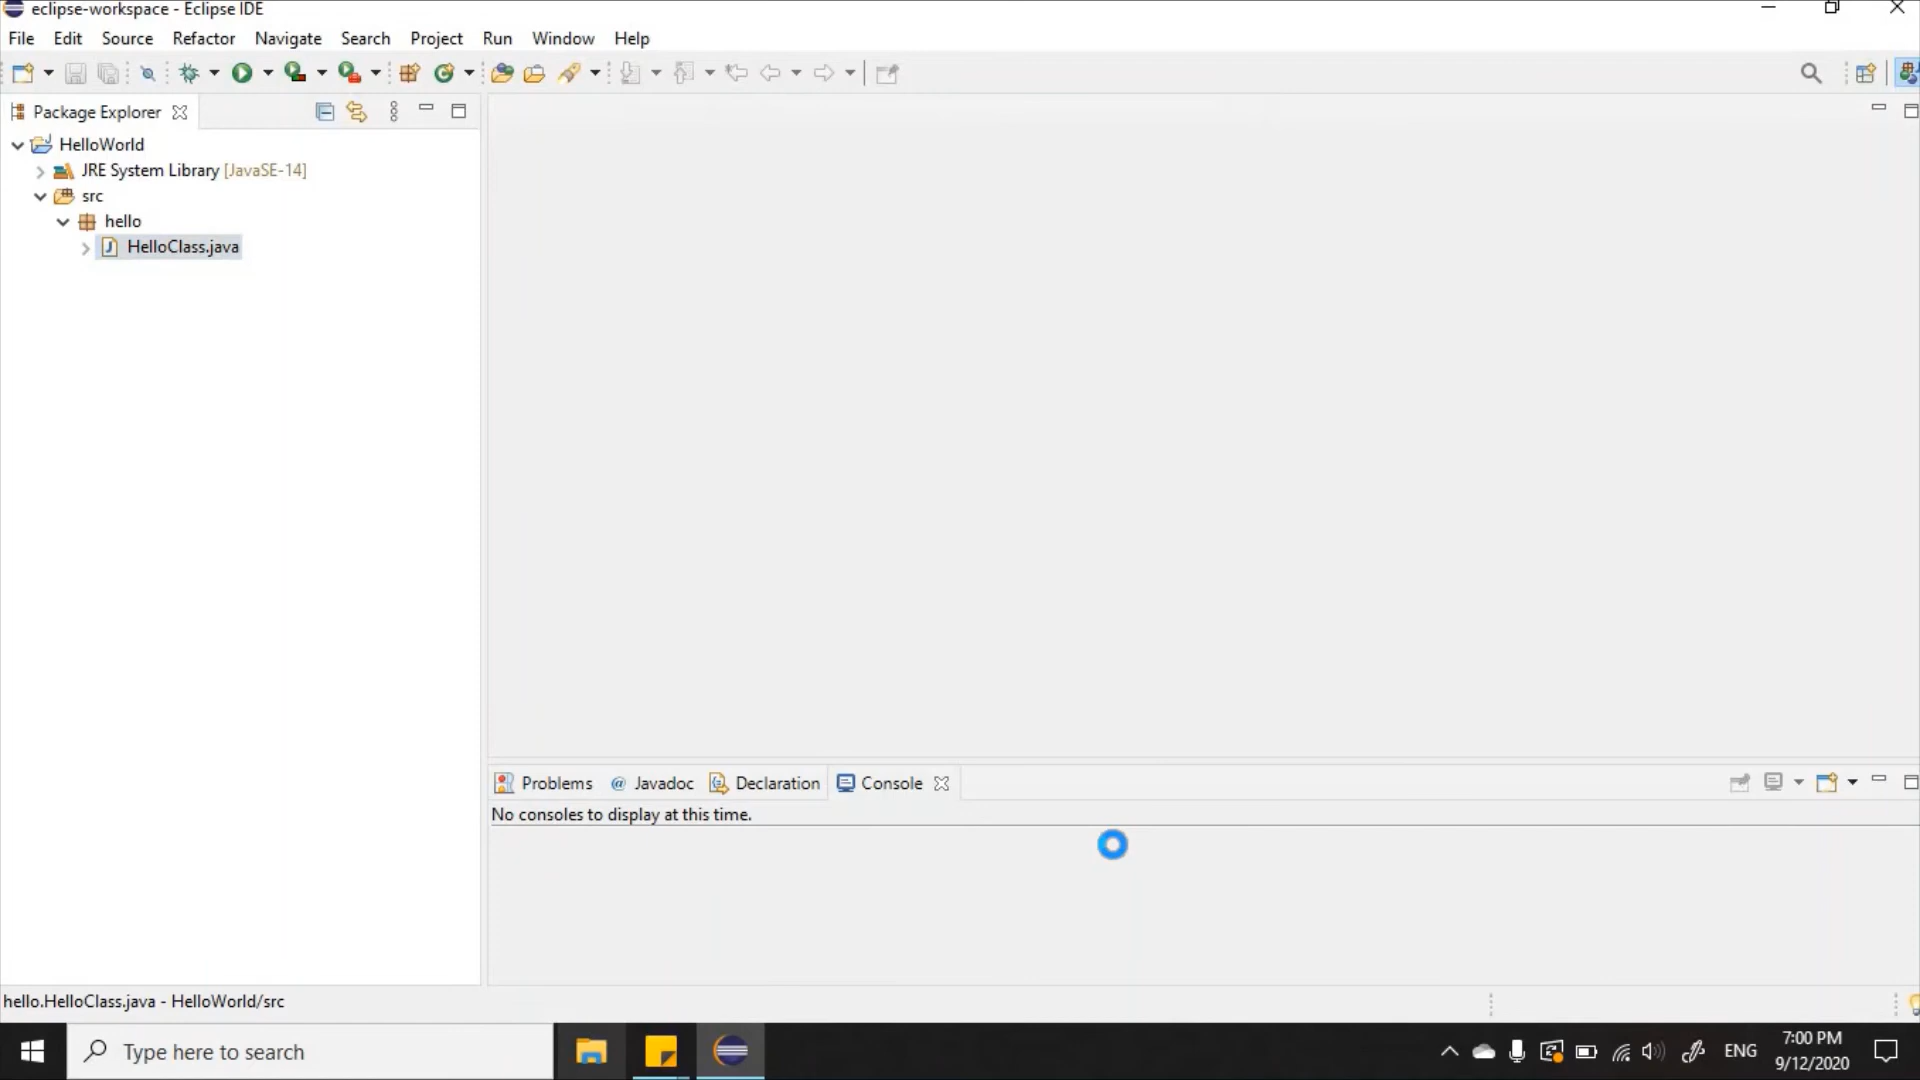 eclipse-workspace - Eclipse IDE
File Edit Source Refactor Navigate Search Project Run Window Help
Package Explorer
HelloWorld
JRE System Library [JavaSE-14]
src
hello
HelloClass.java
Problems @ Javadoc Declaration Console
No consoles to display at this time.
hello.HelloClass.java - HelloWorld/src
Type here to search
ENG
7:00 PM
9/12/2020